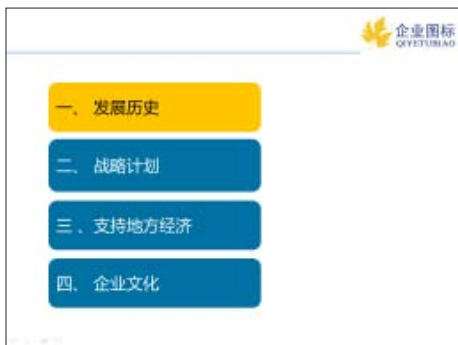 企业图标
QIYETUBIAO
一、 发展历史
二、 战略计划
三、支持地方经济
四、 企业文化